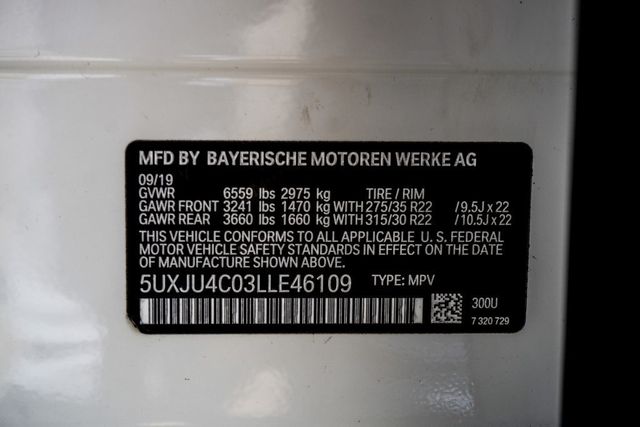 MFD BY BAYERISCHE MOTOREN WERKE AG
09/19
GVWR 6559 lbs 2975 kg TIRE / RIM
GAWR FRONT 3241 lbs 1470 kg WITH 275/35 R22 / 9.5J x 22
GAWR REAR 3660 lbs 1660 kg WITH 315/30 R22 / 10.5J x 22
THIS VEHICLE CONFORMS TO ALL APPLICABLE U.S. FEDERAL
MOTOR VEHICLE SAFETY STANDARDS IN EFFECT ON THE DATE
OF MANUFACTURE SHOWN ABOVE.
5UXJU4C03LLE46109 TYPE: MPV
300U
7 320 729